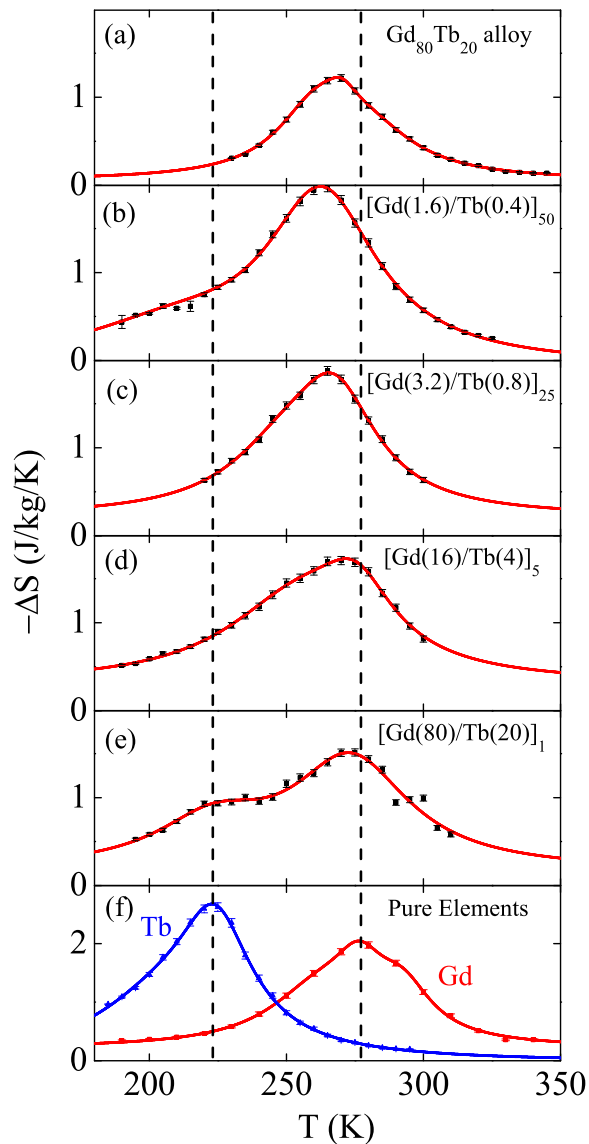 (a) Gd80Tb20 alloy
1
0
(b) [Gd(1.6)/Tb(0.4)]50
1
0
(c) [Gd(3.2)/Tb(0.8)]25
1
0
(d) [Gd(16)/Tb(4)]5
1
0
(e) [Gd(80)/Tb(20)]1
1
0
(f) Pure Elements
Tb
Gd
2
0
200 250 300 350
T (K)
−ΔS (J/kg/K)